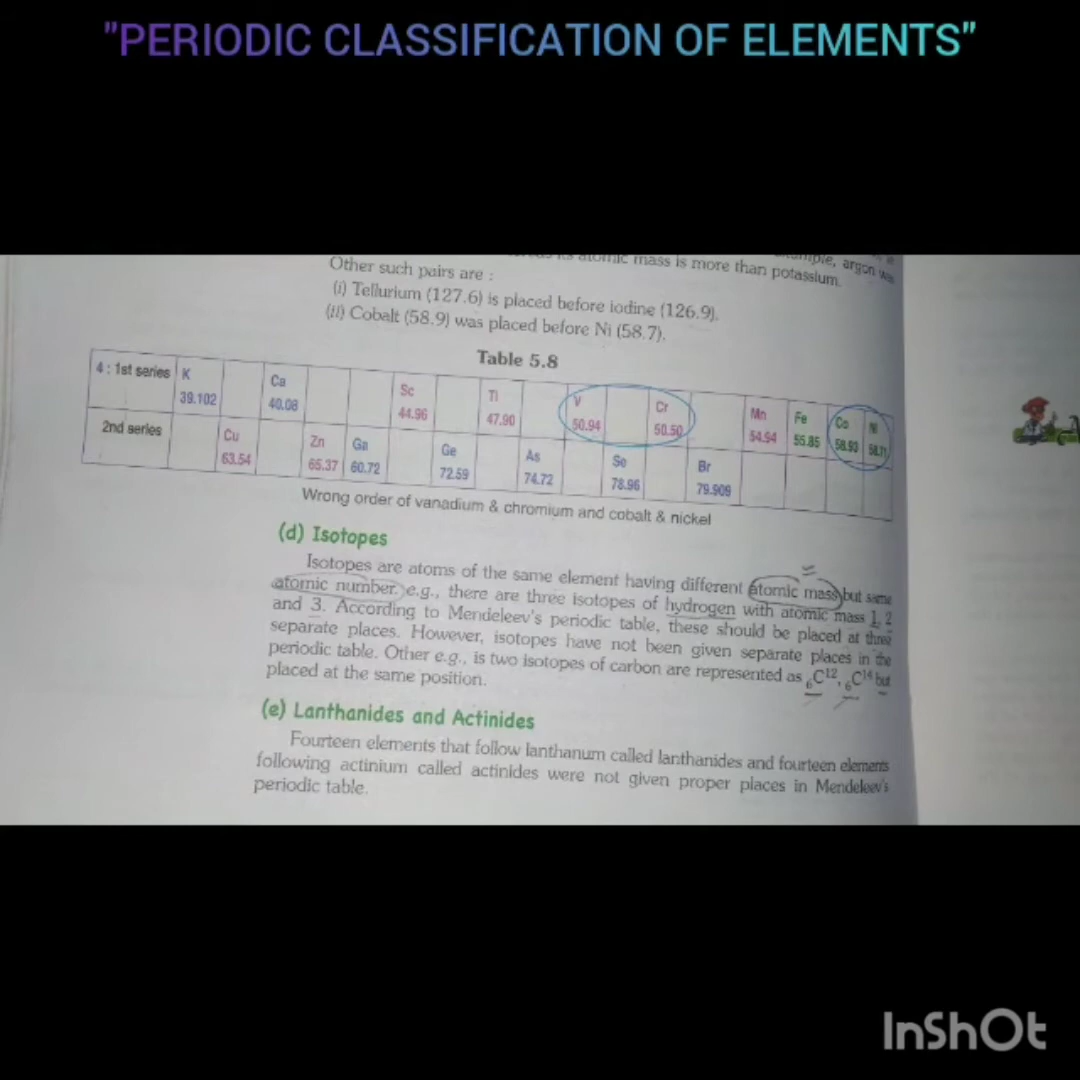 "PERIODIC CLASSIFICATION OF ELEMENTS"
its atomic mass is more than potassium. argon was
Other such pairs are :
(i) Tellurium (127.6) is placed before iodine (126.9).
(ii) Cobalt (58.9) was placed before Ni (58.7).
Table 5.8
4 : 1st series K Ca Sc Ti V Cr Mn Fe Co Ni
39.102 40.08 44.96 47.90 50.94 50.50 54.94 55.85 58.93 58.71
2nd series Cu Zn Ga Ge As Se Br
63.54 65.37 60.72 72.59 74.72 78.96 79.909
Wrong order of vanadium & chromium and cobalt & nickel
(d) Isotopes
Isotopes are atoms of the same element having different atomic mass but same
atomic number. e.g., there are three isotopes of hydrogen with atomic mass 1, 2
and 3. According to Mendeleev's periodic table, these should be placed at three
separate places. However, isotopes have not been given separate places in the
periodic table. Other e.g., is two isotopes of carbon are represented as ₆C¹², ₆C¹⁴ but
placed at the same position.
(e) Lanthanides and Actinides
Fourteen elements that follow lanthanum called lanthanides and fourteen elements
following actinium called actinides were not given proper places in Mendeleev's
periodic table.
InShOt